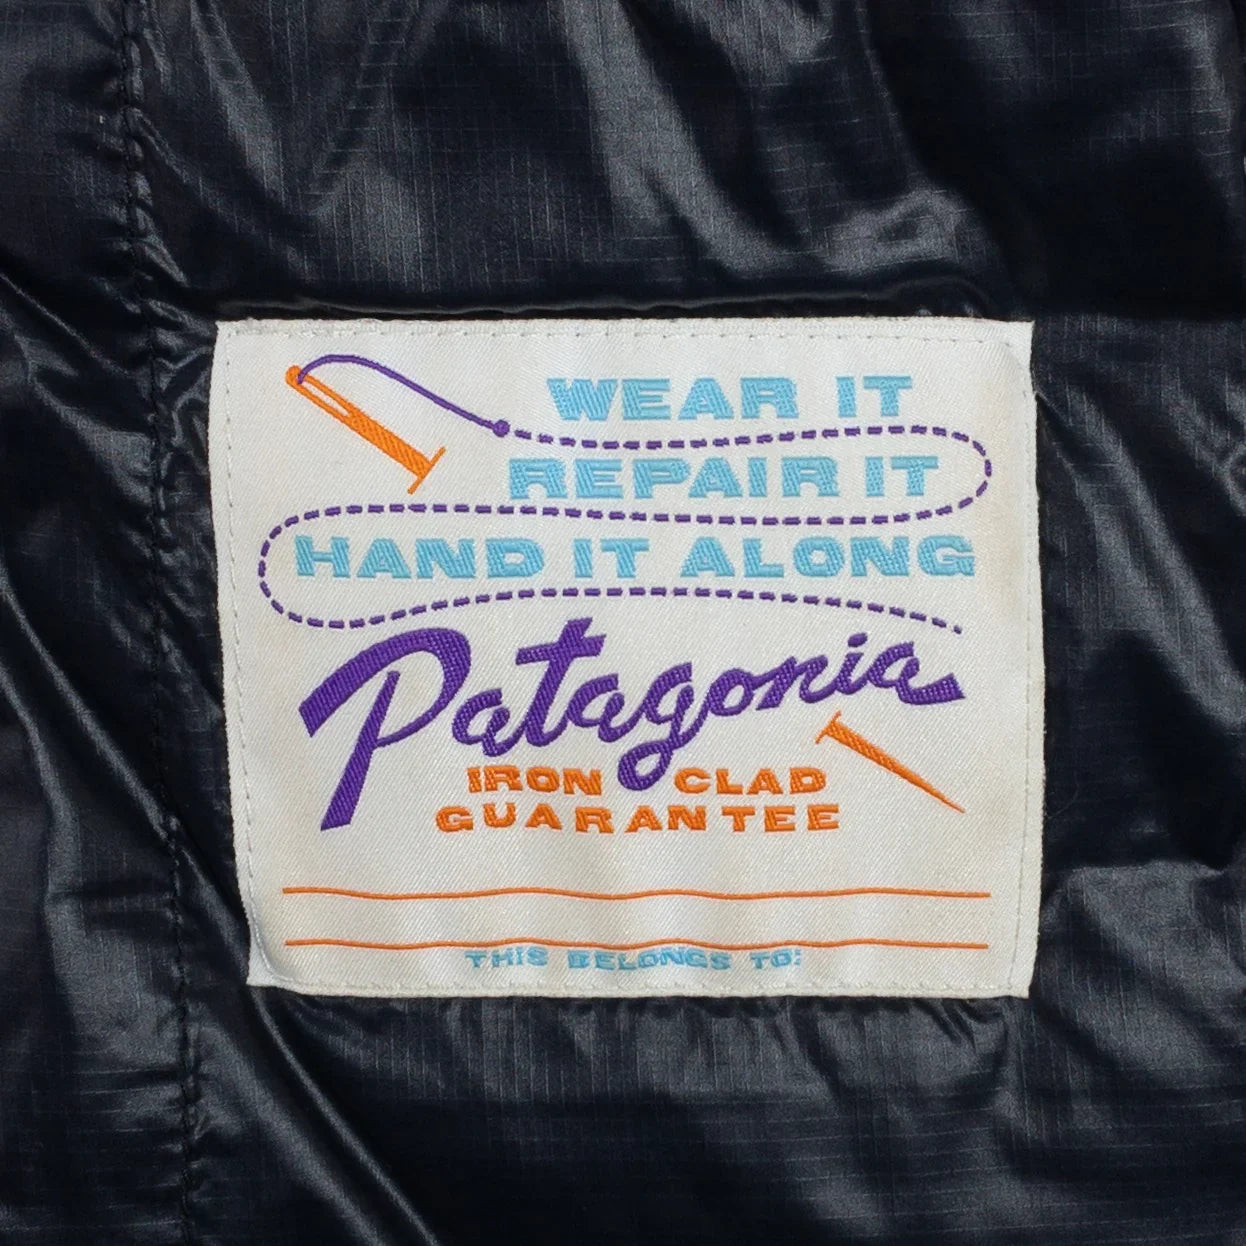 WEAR IT
REPAIR IT
HAND IT ALONG
Patagonia
IRON CLAD
GUARANTEE
THIS BELONGS TO: